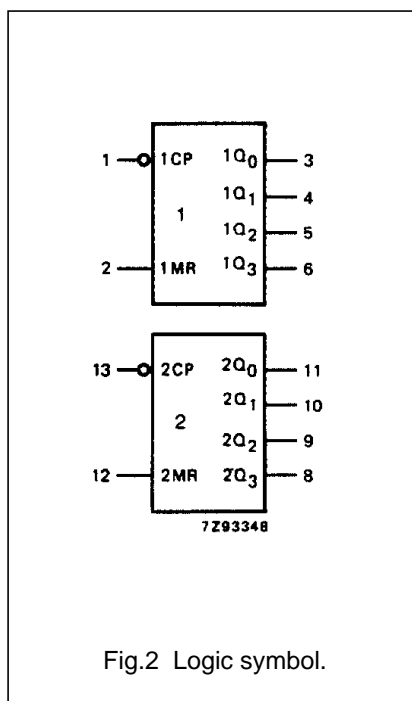 1 1CP 1Q0 3
1Q1 4
1 1Q2 5
2 1MR 1Q3 6
13 2CP 2Q0 11
2Q1 10
2 2Q2 9
12 2MR 2Q3 8
7Z93348
Fig.2 Logic symbol.